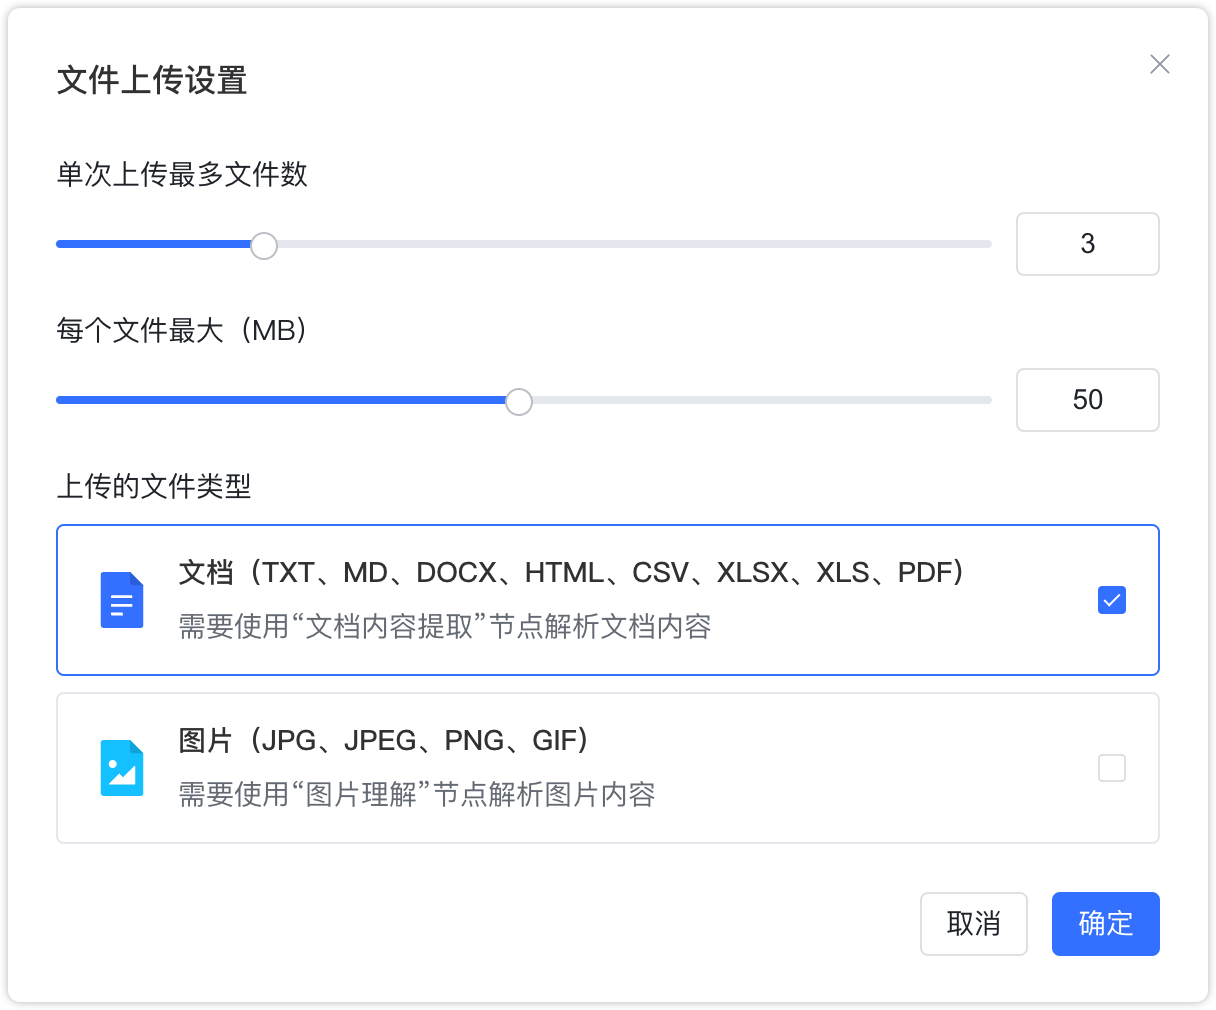 文件上传设置
单次上传最多文件数
3
每个文件最大（MB）
50
上传的文件类型
文档（TXT、MD、DOCX、HTML、CSV、XLSX、XLS、PDF）
需要使用“文档内容提取”节点解析文档内容
图片（JPG、JPEG、PNG、GIF）
需要使用“图片理解”节点解析图片内容
取消
确定